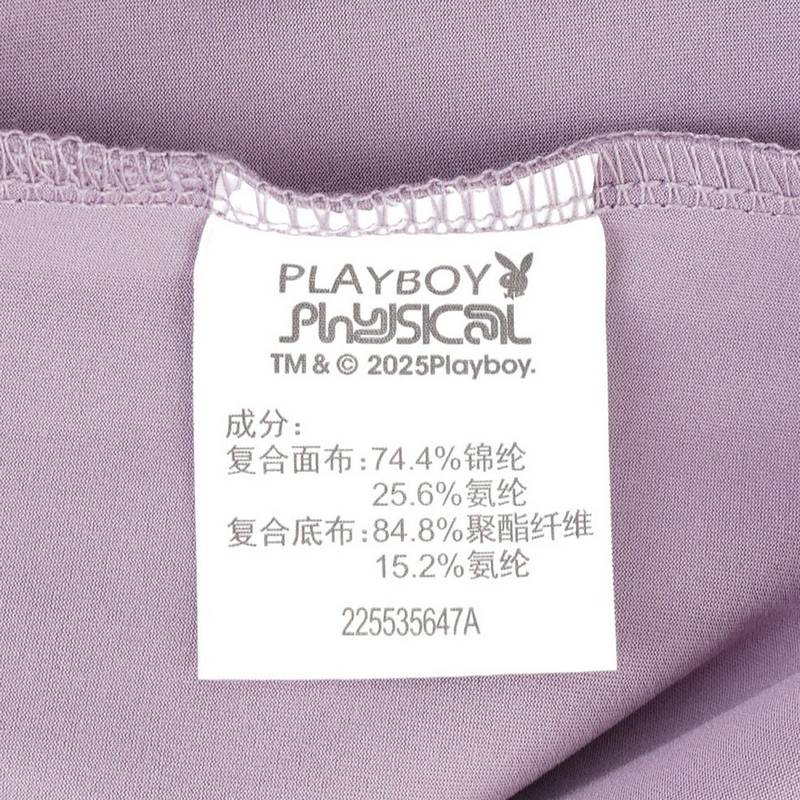 PLAYBOY
PHYSICAL
TM & © 2025Playboy.
成分:
复合面布:74.4%锦纶
25.6%氨纶
复合底布:84.8%聚酯纤维
15.2%氨纶
225535647A